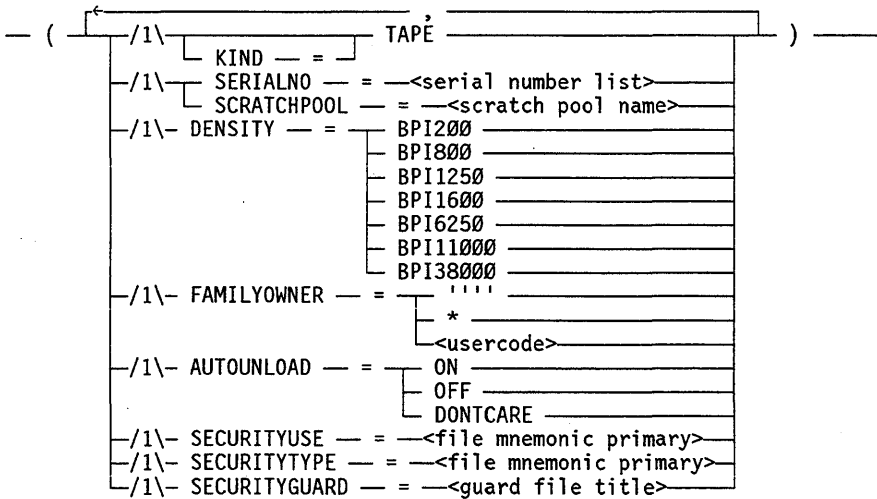 ,
( /1\ TAPE )
KIND =
/1\ SERIALNO = <serial number list>
SCRATCHPOOL = <scratch pool name>
/1\ DENSITY = BPI200
BPI800
BPI1250
BPI1600
BPI6250
BPI11000
BPI38000
/1\ FAMILYOWNER = ''''
*
<usercode>
/1\ AUTOUNLOAD = ON
OFF
DONTCARE
/1\ SECURITYUSE = <file mnemonic primary>
/1\ SECURITYTYPE = <file mnemonic primary>
/1\ SECURITYGUARD = <guard file title>